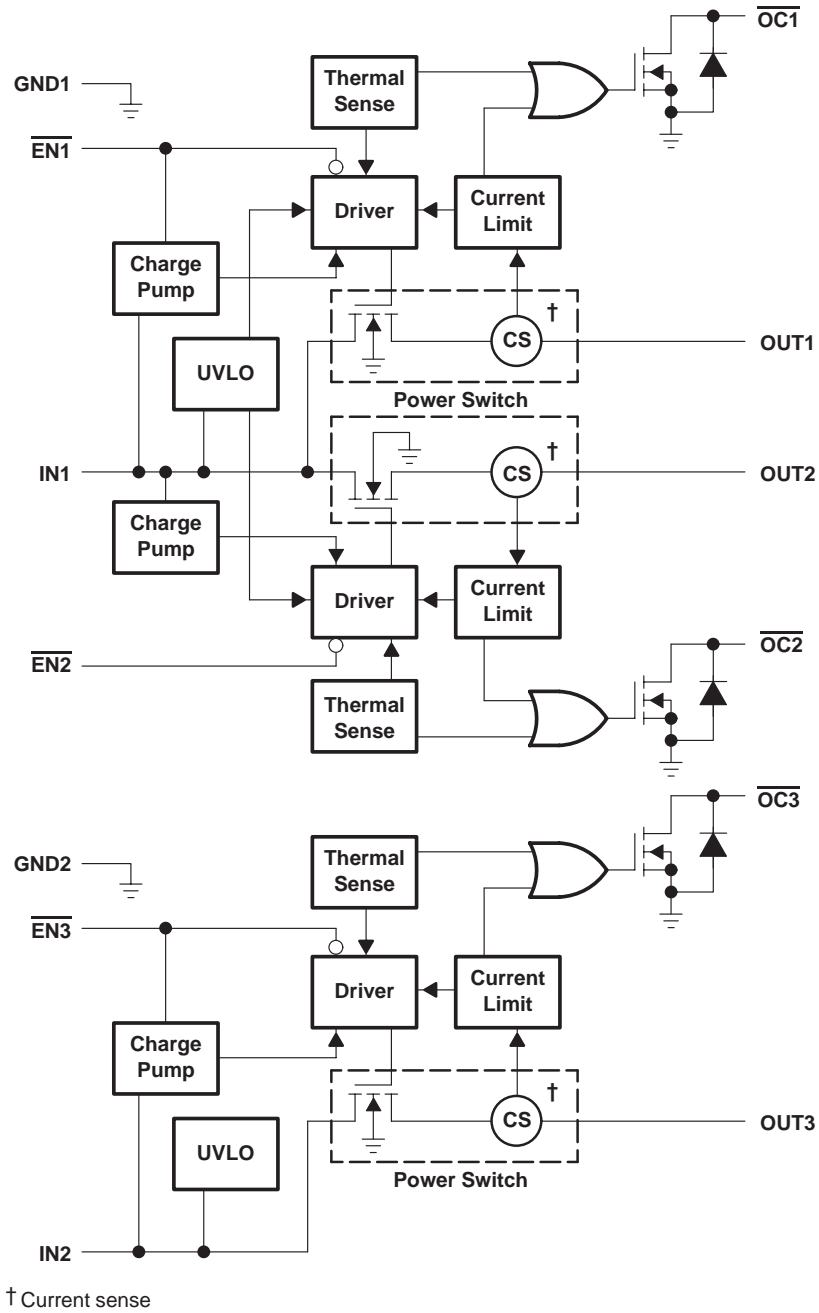 OC1
GND1
Thermal
Sense
EN1
Driver
Current
Limit
Charge
Pump
†
CS
OUT1
UVLO
Power Switch
†
IN1
CS
OUT2
Charge
Pump
Driver
Current
Limit
EN2
OC2
Thermal
Sense
OC3
GND2
Thermal
Sense
EN3
Driver
Current
Limit
Charge
Pump
†
CS
OUT3
UVLO
Power Switch
IN2
† Current sense